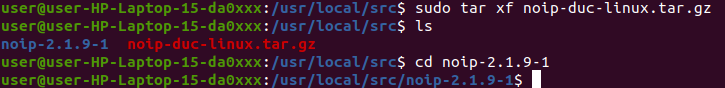 user@user-HP-Laptop-15-da0xxx:/usr/local/src$ sudo tar xf noip-duc-linux.tar.gz
user@user-HP-Laptop-15-da0xxx:/usr/local/src$ ls
noip-2.1.9-1  noip-duc-linux.tar.gz
user@user-HP-Laptop-15-da0xxx:/usr/local/src$ cd noip-2.1.9-1
user@user-HP-Laptop-15-da0xxx:/usr/local/src/noip-2.1.9-1$